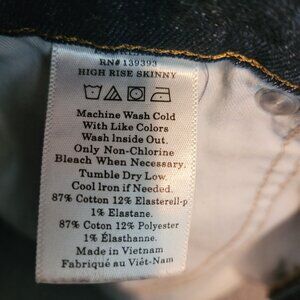 RN# 139393
HIGH RISE SKINNY
Machine Wash Cold
With Like Colors
Wash Inside Out.
Only Non-Chlorine
Bleach When Necessary.
Tumble Dry Low.
Cool Iron if Needed.
87% Cotton 12% Elasterell-p
1% Elastane.
87% Coton 12% Polyester
1% Élasthanne.
Made in Vietnam
Fabriqué au Viêt-Nam